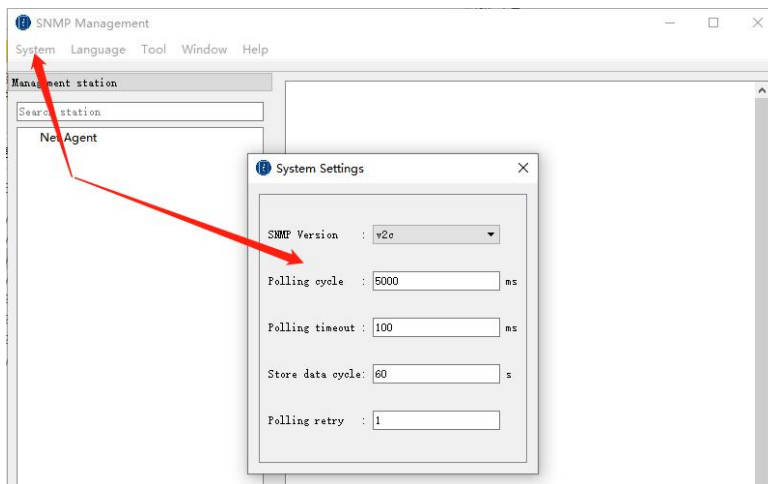 SNMP Management
System Language Tool Window Help
Management station
Search station
Net Agent
System Settings
SNMP Version : v2c
Polling cycle : 5000 ms
Polling timeout : 100 ms
Store data cycle: 60 s
Polling retry : 1